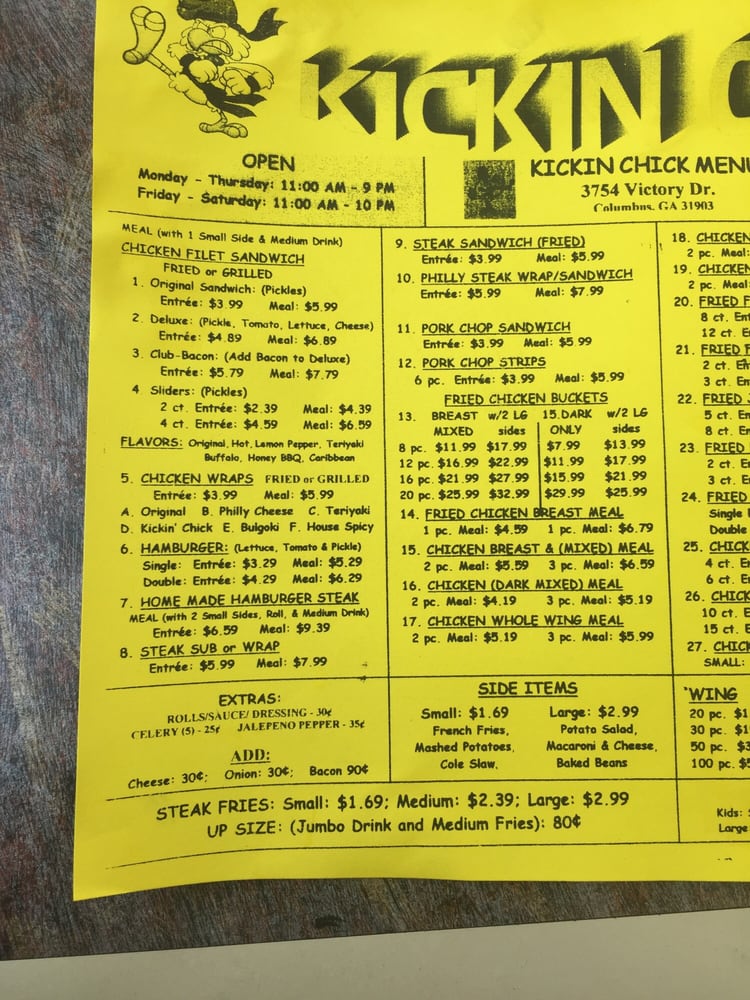 KICKIN C
OPEN
Monday - Thursday: 11:00 AM - 9 PM
Friday - Saturday: 11:00 AM - 10 PM
KICKIN CHICK MENU
3754 Victory Dr.
Columbus, GA 31903
MEAL (with 1 Small Side & Medium Drink)
CHICKEN FILET SANDWICH
FRIED or GRILLED
1. Original Sandwich: (Pickles)
Entrée: $3.99 Meal: $5.99
2. Deluxe: (Pickle, Tomato, Lettuce, Cheese)
Entrée: $4.89 Meal: $6.89
3. Club-Bacon: (Add Bacon to Deluxe)
Entrée: $5.79 Meal: $7.79
4. Sliders: (Pickles)
2 ct. Entrée: $2.39 Meal: $4.39
4 ct. Entrée: $4.59 Meal: $6.59
FLAVORS: Original, Hot, Lemon Pepper, Teriyaki
Buffalo, Honey BBQ, Caribbean
5. CHICKEN WRAPS FRIED or GRILLED
Entrée: $3.99 Meal: $5.99
A. Original B. Philly Cheese C. Teriyaki
D. Kickin' Chick E. Bulgoki F. House Spicy
6. HAMBURGER: (Lettuce, Tomato & Pickle)
Single: Entrée: $3.29 Meal: $5.29
Double: Entrée: $4.29 Meal: $6.29
7. HOME MADE HAMBURGER STEAK
MEAL (with 2 Small Sides, Roll, & Medium Drink)
Entrée: $6.59 Meal: $9.39
8. STEAK SUB or WRAP
Entrée: $5.99 Meal: $7.99
9. STEAK SANDWICH (FRIED)
Entrée: $3.99 Meal: $5.99
10. PHILLY STEAK WRAP/SANDWICH
Entrée: $5.99 Meal: $7.99
11. PORK CHOP SANDWICH
Entrée: $3.99 Meal: $5.99
12. PORK CHOP STRIPS
6 pc. Entrée: $3.99 Meal: $5.99
FRIED CHICKEN BUCKETS
13. BREAST w/2 LG 15.DARK w/2 LG
MIXED sides ONLY sides
8 pc. $11.99 $17.99 $7.99 $13.99
12 pc. $16.99 $22.99 $11.99 $17.99
16 pc. $21.99 $27.99 $15.99 $21.99
20 pc. $25.99 $32.99 $29.99 $25.99
14. FRIED CHICKEN BREAST MEAL
1 pc. Meal: $4.59 1 pc. Meal: $6.79
15. CHICKEN BREAST & (MIXED) MEAL
2 pc. Meal: $5.59 3 pc. Meal: $6.59
16. CHICKEN (DARK MIXED) MEAL
2 pc. Meal: $4.19 3 pc. Meal: $5.19
17. CHICKEN WHOLE WING MEAL
2 pc. Meal: $5.19 3 pc. Meal: $5.99
18. CHICKEN
2 pc. Meal:
19. CHICKEN
2 pc. Meal:
20. FRIED F
8 ct. Ent
12 ct. E
21. FRIED F
2 ct. En
3 ct. En
22. FRIED J
5 ct. En
8 ct. En
23. FRIED
2 ct. E
3 ct. E
24. FRIED
Single
Double
25. CHICK
4 ct. E
6 ct. E
26. CHICK
10 ct.
15 ct.
27. CHIC
SMALL:
EXTRAS:
ROLLS/SAUCE/ DRESSING - 30¢
CELERY (5) - 25¢ JALEPENO PEPPER - 35¢
ADD:
Cheese: 30¢; Onion: 30¢; Bacon 90¢
SIDE ITEMS
Small: $1.69 Large: $2.99
French Fries, Potato Salad,
Mashed Potatoes, Macaroni & Cheese,
Cole Slaw, Baked Beans
'WING
20 pc. $1
30 pc. $1
50 pc. $3
100 pc. $5
STEAK FRIES: Small: $1.69; Medium: $2.39; Large: $2.99
UP SIZE: (Jumbo Drink and Medium Fries): 80¢
Kids:
Large